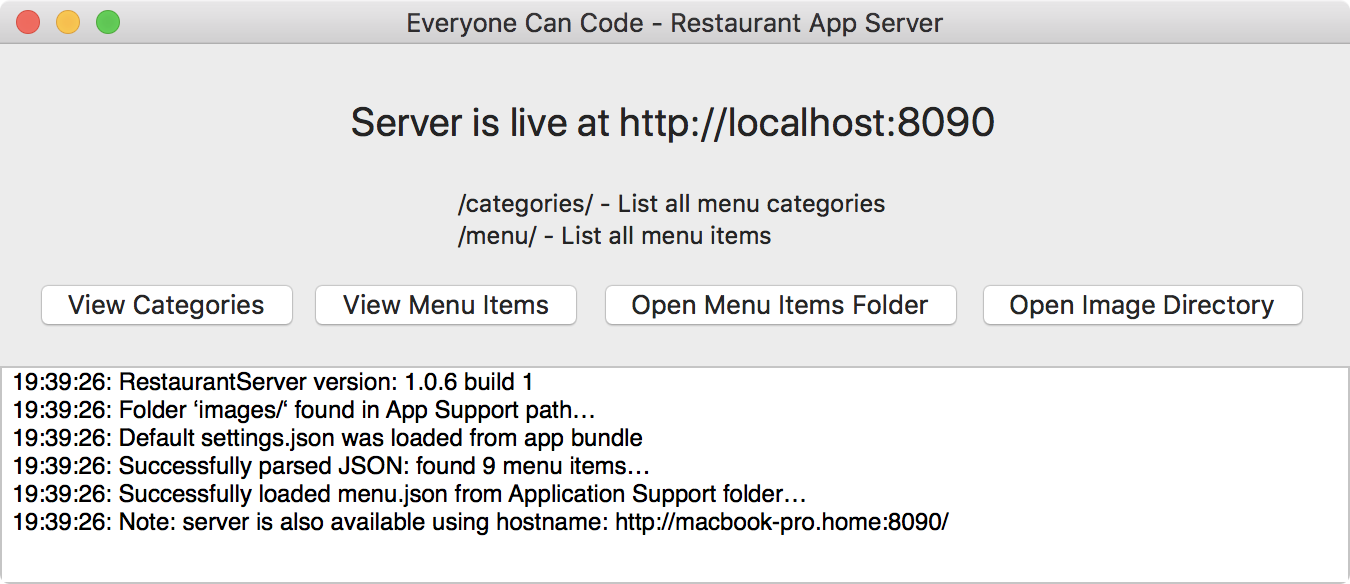 Everyone Can Code - Restaurant App Server
Server is live at http://localhost:8090
/categories/ - List all menu categories
/menu/ - List all menu items
View Categories
View Menu Items
Open Menu Items Folder
Open Image Directory
19:39:26: RestaurantServer version: 1.0.6 build 1
19:39:26: Folder ‘images/‘ found in App Support path…
19:39:26: Default settings.json was loaded from app bundle
19:39:26: Successfully parsed JSON: found 9 menu items…
19:39:26: Successfully loaded menu.json from Application Support folder…
19:39:26: Note: server is also available using hostname: http://macbook-pro.home:8090/